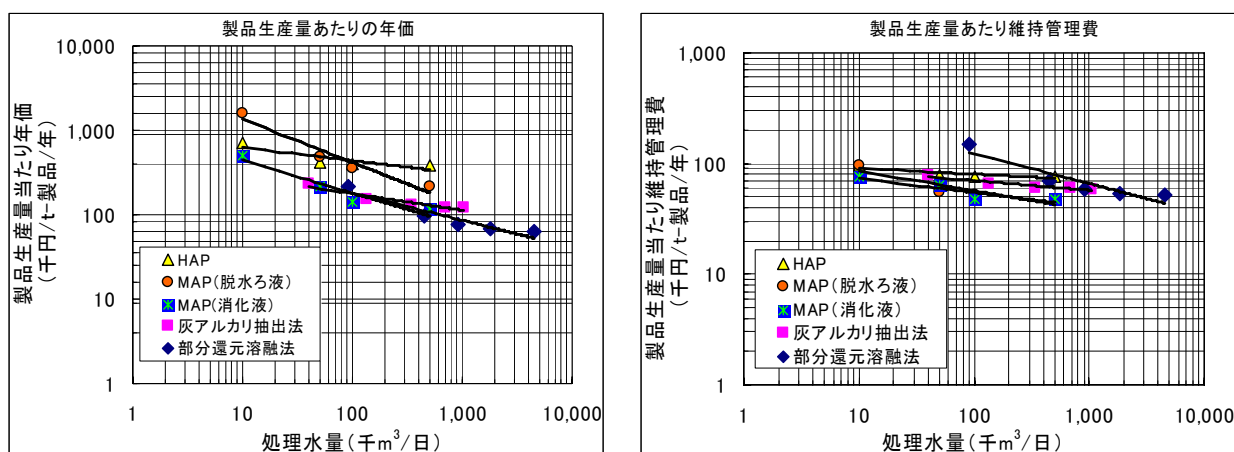 製品生産量あたりの年価
10,000
1,000
100
10
1
製品生産量当たり年価
(千円/t-製品/年)
HAP
MAP(脱水ろ液)
MAP(消化液)
灰アルカリ抽出法
部分還元溶融法
1 10 100 1,000 10,000
処理水量(千m³/日)
製品生産量あたり維持管理費
1,000
100
10
1
製品生産量当たり維持管理費
(千円/t-製品/年)
HAP
MAP(脱水ろ液)
MAP(消化液)
灰アルカリ抽出法
部分還元溶融法
1 10 100 1,000 10,000
処理水量(千m³/日)